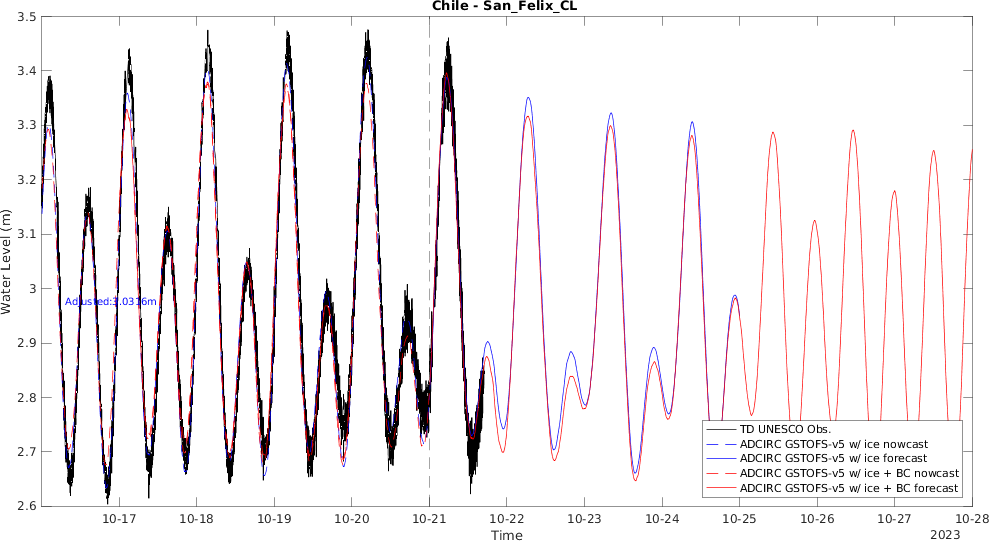 Chile - San_Felix_CL
3.5
3.4
3.3
3.2
3.1
3
2.9
2.8
2.7
2.6
Water Level (m)
Adjusted:3.0316m
TD UNESCO Obs.
ADCIRC GSTOFS-v5 w/ ice nowcast
ADCIRC GSTOFS-v5 w/ ice forecast
ADCIRC GSTOFS-v5 w/ ice + BC nowcast
ADCIRC GSTOFS-v5 w/ ice + BC forecast
10-17 10-18 10-19 10-20 10-21 10-22 10-23 10-24 10-25 10-26 10-27 10-28
Time
2023